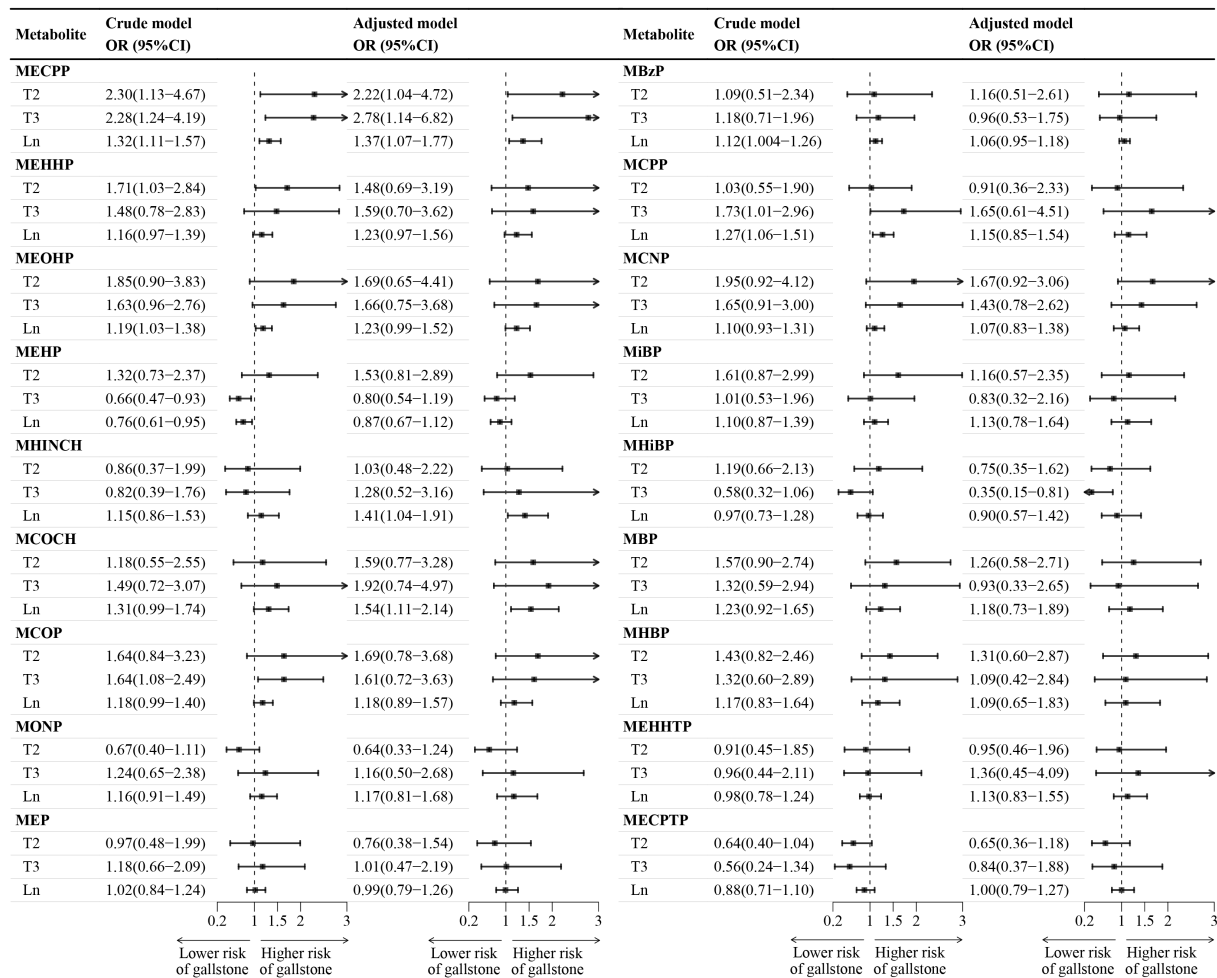 Metabolite Crude model OR (95%CI) Adjusted model OR (95%CI)
MECPP
T2 2.30(1.13−4.67) 2.22(1.04−4.72)
T3 2.28(1.24−4.19) 2.78(1.14−6.82)
Ln 1.32(1.11−1.57) 1.37(1.07−1.77)
MEHHP
T2 1.71(1.03−2.84) 1.48(0.69−3.19)
T3 1.48(0.78−2.83) 1.59(0.70−3.62)
Ln 1.16(0.97−1.39) 1.23(0.97−1.56)
MEOHP
T2 1.85(0.90−3.83) 1.69(0.65−4.41)
T3 1.63(0.96−2.76) 1.66(0.75−3.68)
Ln 1.19(1.03−1.38) 1.23(0.99−1.52)
MEHP
T2 1.32(0.73−2.37) 1.53(0.81−2.89)
T3 0.66(0.47−0.93) 0.80(0.54−1.19)
Ln 0.76(0.61−0.95) 0.87(0.67−1.12)
MHINCH
T2 0.86(0.37−1.99) 1.03(0.48−2.22)
T3 0.82(0.39−1.76) 1.28(0.52−3.16)
Ln 1.15(0.86−1.53) 1.41(1.04−1.91)
MCOCH
T2 1.18(0.55−2.55) 1.59(0.77−3.28)
T3 1.49(0.72−3.07) 1.92(0.74−4.97)
Ln 1.31(0.99−1.74) 1.54(1.11−2.14)
MCOP
T2 1.64(0.84−3.23) 1.69(0.78−3.68)
T3 1.64(1.08−2.49) 1.61(0.72−3.63)
Ln 1.18(0.99−1.40) 1.18(0.89−1.57)
MONP
T2 0.67(0.40−1.11) 0.64(0.33−1.24)
T3 1.24(0.65−2.38) 1.16(0.50−2.68)
Ln 1.16(0.91−1.49) 1.17(0.81−1.68)
MEP
T2 0.97(0.48−1.99) 0.76(0.38−1.54)
T3 1.18(0.66−2.09) 1.01(0.47−2.19)
Ln 1.02(0.84−1.24) 0.99(0.79−1.26)
0.2 1 1.5 2 3 0.2 1 1.5 2 3
Lower risk Higher risk Lower risk Higher risk
of gallstone of gallstone of gallstone of gallstone
Metabolite Crude model OR (95%CI) Adjusted model OR (95%CI)
MBzP
T2 1.09(0.51−2.34) 1.16(0.51−2.61)
T3 1.18(0.71−1.96) 0.96(0.53−1.75)
Ln 1.12(1.004−1.26) 1.06(0.95−1.18)
MCPP
T2 1.03(0.55−1.90) 0.91(0.36−2.33)
T3 1.73(1.01−2.96) 1.65(0.61−4.51)
Ln 1.27(1.06−1.51) 1.15(0.85−1.54)
MCNP
T2 1.95(0.92−4.12) 1.67(0.92−3.06)
T3 1.65(0.91−3.00) 1.43(0.78−2.62)
Ln 1.10(0.93−1.31) 1.07(0.83−1.38)
MiBP
T2 1.61(0.87−2.99) 1.16(0.57−2.35)
T3 1.01(0.53−1.96) 0.83(0.32−2.16)
Ln 1.10(0.87−1.39) 1.13(0.78−1.64)
MHiBP
T2 1.19(0.66−2.13) 0.75(0.35−1.62)
T3 0.58(0.32−1.06) 0.35(0.15−0.81)
Ln 0.97(0.73−1.28) 0.90(0.57−1.42)
MBP
T2 1.57(0.90−2.74) 1.26(0.58−2.71)
T3 1.32(0.59−2.94) 0.93(0.33−2.65)
Ln 1.23(0.92−1.65) 1.18(0.73−1.89)
MHBP
T2 1.43(0.82−2.46) 1.31(0.60−2.87)
T3 1.32(0.60−2.89) 1.09(0.42−2.84)
Ln 1.17(0.83−1.64) 1.09(0.65−1.83)
MEHHTP
T2 0.91(0.45−1.85) 0.95(0.46−1.96)
T3 0.96(0.44−2.11) 1.36(0.45−4.09)
Ln 0.98(0.78−1.24) 1.13(0.83−1.55)
MECPTP
T2 0.64(0.40−1.04) 0.65(0.36−1.18)
T3 0.56(0.24−1.34) 0.84(0.37−1.88)
Ln 0.88(0.71−1.10) 1.00(0.79−1.27)
0.2 1 1.5 2 3 0.2 1 1.5 2 3
Lower risk Higher risk Lower risk Higher risk
of gallstone of gallstone of gallstone of gallstone